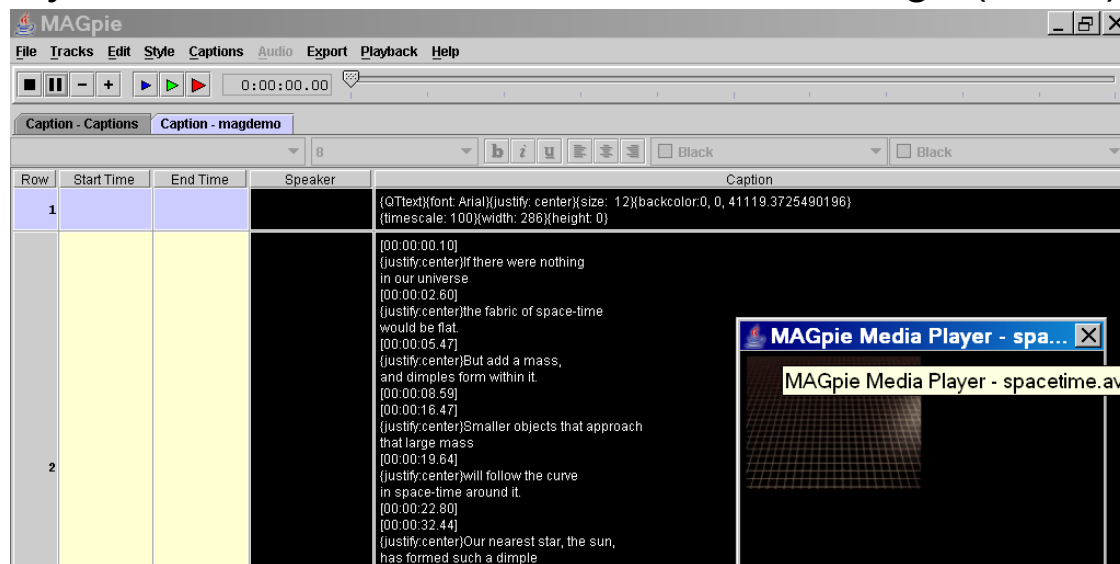 MAGpie
File Tracks Edit Style Captions Audio Export Playback Help
0:00:00.00
Caption - Captions Caption - magdemo
8 b i u Black Black
Row Start Time End Time Speaker Caption
1 {QTtext}{font: Arial}{justify: center}{size: 12}{backcolor:0, 0, 41119.3725490196}
{timescale: 100}{width: 286}{height: 0}
[00:00:00.10]
{justify:center}If there were nothing
in our universe
[00:00:02.60]
{justify:center}the fabric of space-time
would be flat.
[00:00:05.47]
{justify:center}But add a mass,
and dimples form within it.
[00:00:08.59]
[00:00:16.47]
{justify:center}Smaller objects that approach
that large mass
2
[00:00:19.64]
{justify:center}will follow the curve
in space-time around it.
[00:00:22.80]
[00:00:32.44]
{justify:center}Our nearest star, the sun,
has formed such a dimple
MAGpie Media Player - spa...
MAGpie Media Player - spacetime.av